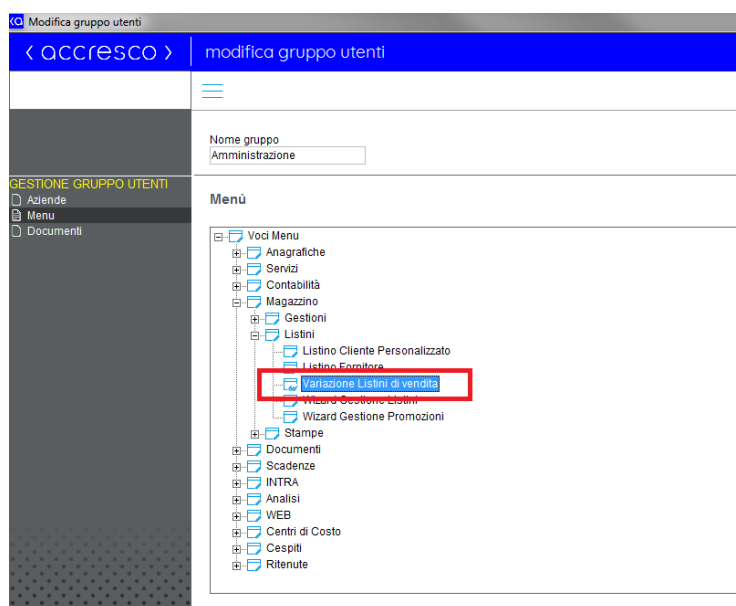 Modifica gruppo utenti
‹ accresco › modifica gruppo utenti
Nome gruppo
Amministrazione
GESTIONE GRUPPO UTENTI
Aziende
Menu
Documenti
Menù
Voci Menu
Anagrafiche
Servizi
Contabilità
Magazzino
Gestioni
Listini
Listino Cliente Personalizzato
Listino Fornitore
Variazione Listini di vendita
Wizard Gestione Listini
Wizard Gestione Promozioni
Stampe
Documenti
Scadenze
INTRA
Analisi
WEB
Centri di Costo
Cespiti
Ritenute